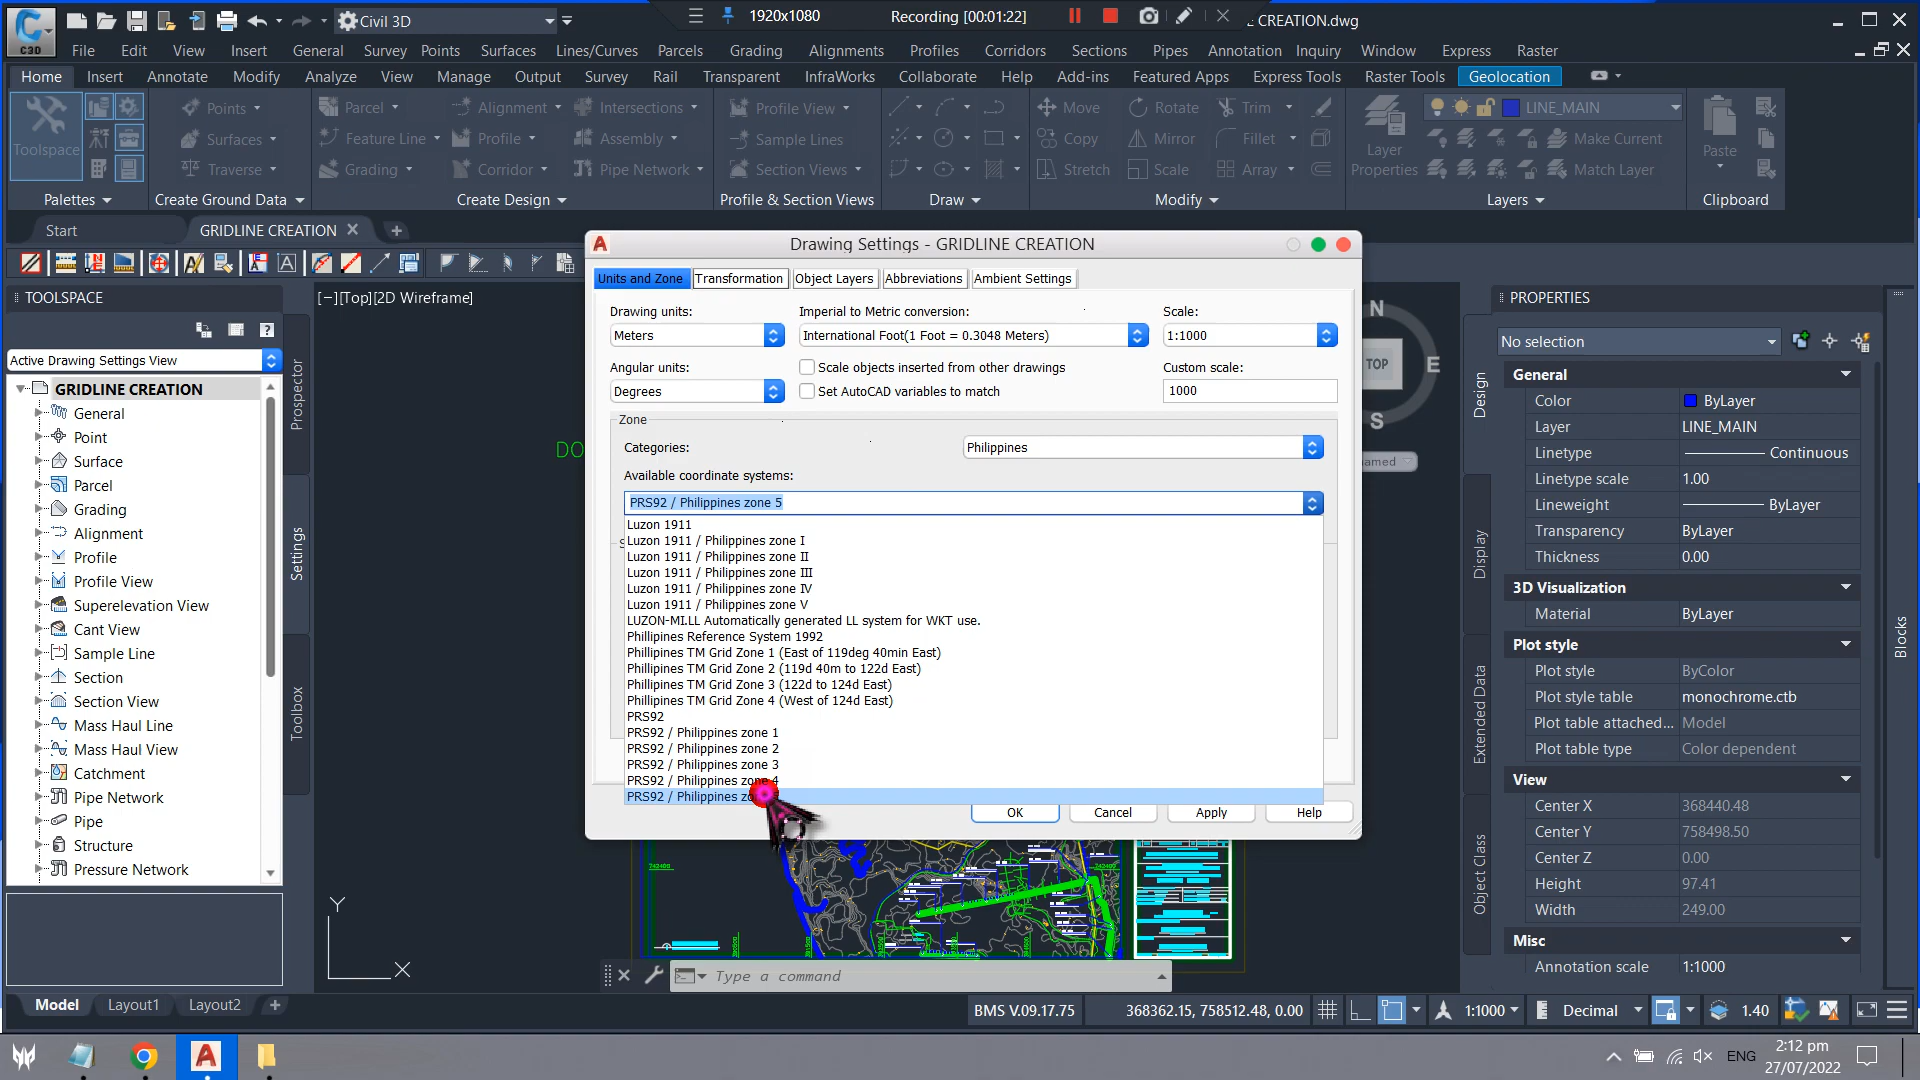 Civil 3D
1920x1080
Recording [00:01:22]
E CREATION.dwg
C3D
File Edit View Insert General Survey Points Surfaces Lines/Curves Parcels Grading Alignments Profiles Corridors Sections Pipes Annotation Inquiry Window Express Raster
Home Insert Annotate Modify Analyze View Manage Output Survey Rail Transparent InfraWorks Collaborate Help Add-ins Featured Apps Express Tools Raster Tools Geolocation
Points Parcel Alignment Intersections Profile View Move Rotate Trim LINE_MAIN
Toolspace Surfaces Feature Line Profile Assembly Sample Lines Copy Mirror Fillet Make Current
Traverse Grading Corridor Pipe Network Section Views Stretch Scale Array Layer Properties Match Layer Paste
Palettes Create Ground Data Create Design Profile & Section Views Draw Modify Layers Clipboard
Start GRIDLINE CREATION
TOOLSPACE
Active Drawing Settings View
GRIDLINE CREATION
General
Point
Surface
Parcel
Grading
Alignment
Profile
Profile View
Superelevation View
Cant View
Sample Line
Section
Section View
Mass Haul Line
Mass Haul View
Catchment
Pipe Network
Pipe
Structure
Pressure Network
Prospector
Settings
Toolbox
[−][Top][2D Wireframe]
DO
Drawing Settings - GRIDLINE CREATION
Units and Zone Transformation Object Layers Abbreviations Ambient Settings
Drawing units: Imperial to Metric conversion: Scale:
Meters International Foot(1 Foot = 0.3048 Meters) 1:1000
Angular units: Scale objects inserted from other drawings Custom scale:
Degrees Set AutoCAD variables to match 1000
Zone
Categories: Philippines
Available coordinate systems:
PRS92 / Philippines zone 5
Luzon 1911
Luzon 1911 / Philippines zone I
Luzon 1911 / Philippines zone II
Luzon 1911 / Philippines zone III
Luzon 1911 / Philippines zone IV
Luzon 1911 / Philippines zone V
LUZON-MI.LL Automatically generated LL system for WKT use.
Phillipines Reference System 1992
Phillipines TM Grid Zone 1 (East of 119deg 40min East)
Phillipines TM Grid Zone 2 (119d 40m to 122d East)
Phillipines TM Grid Zone 3 (122d to 124d East)
Phillipines TM Grid Zone 4 (West of 124d East)
PRS92
PRS92 / Philippines zone 1
PRS92 / Philippines zone 2
PRS92 / Philippines zone 3
PRS92 / Philippines zone 4
PRS92 / Philippines zo
OK Cancel Apply Help
N
TOP E
S
amed
742400 742400
PROPERTIES
No selection
General
Color ByLayer
Layer LINE_MAIN
Linetype Continuous
Linetype scale 1.00
Lineweight ByLayer
Transparency ByLayer
Thickness 0.00
3D Visualization
Material ByLayer
Plot style
Plot style ByColor
Plot style table monochrome.ctb
Plot table attached... Model
Plot table type Color dependent
View
Center X 368440.48
Center Y 758498.50
Center Z 0.00
Height 97.41
Width 249.00
Misc
Annotation scale 1:1000
Design
Display
Extended Data
Object Class
Blocks
Y
X
Type a command
Model Layout1 Layout2
BMS V.09.17.75 368362.15, 758512.48, 0.00 1:1000 Decimal 1.40
ENG 2:12 pm
27/07/2022